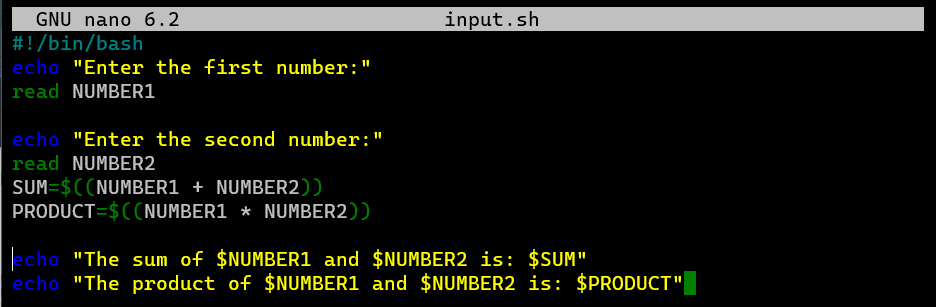 GNU nano 6.2 input.sh
#!/bin/bash
echo "Enter the first number:"
read NUMBER1
echo "Enter the second number:"
read NUMBER2
SUM=$((NUMBER1 + NUMBER2))
PRODUCT=$((NUMBER1 * NUMBER2))
echo "The sum of $NUMBER1 and $NUMBER2 is: $SUM"
echo "The product of $NUMBER1 and $NUMBER2 is: $PRODUCT"